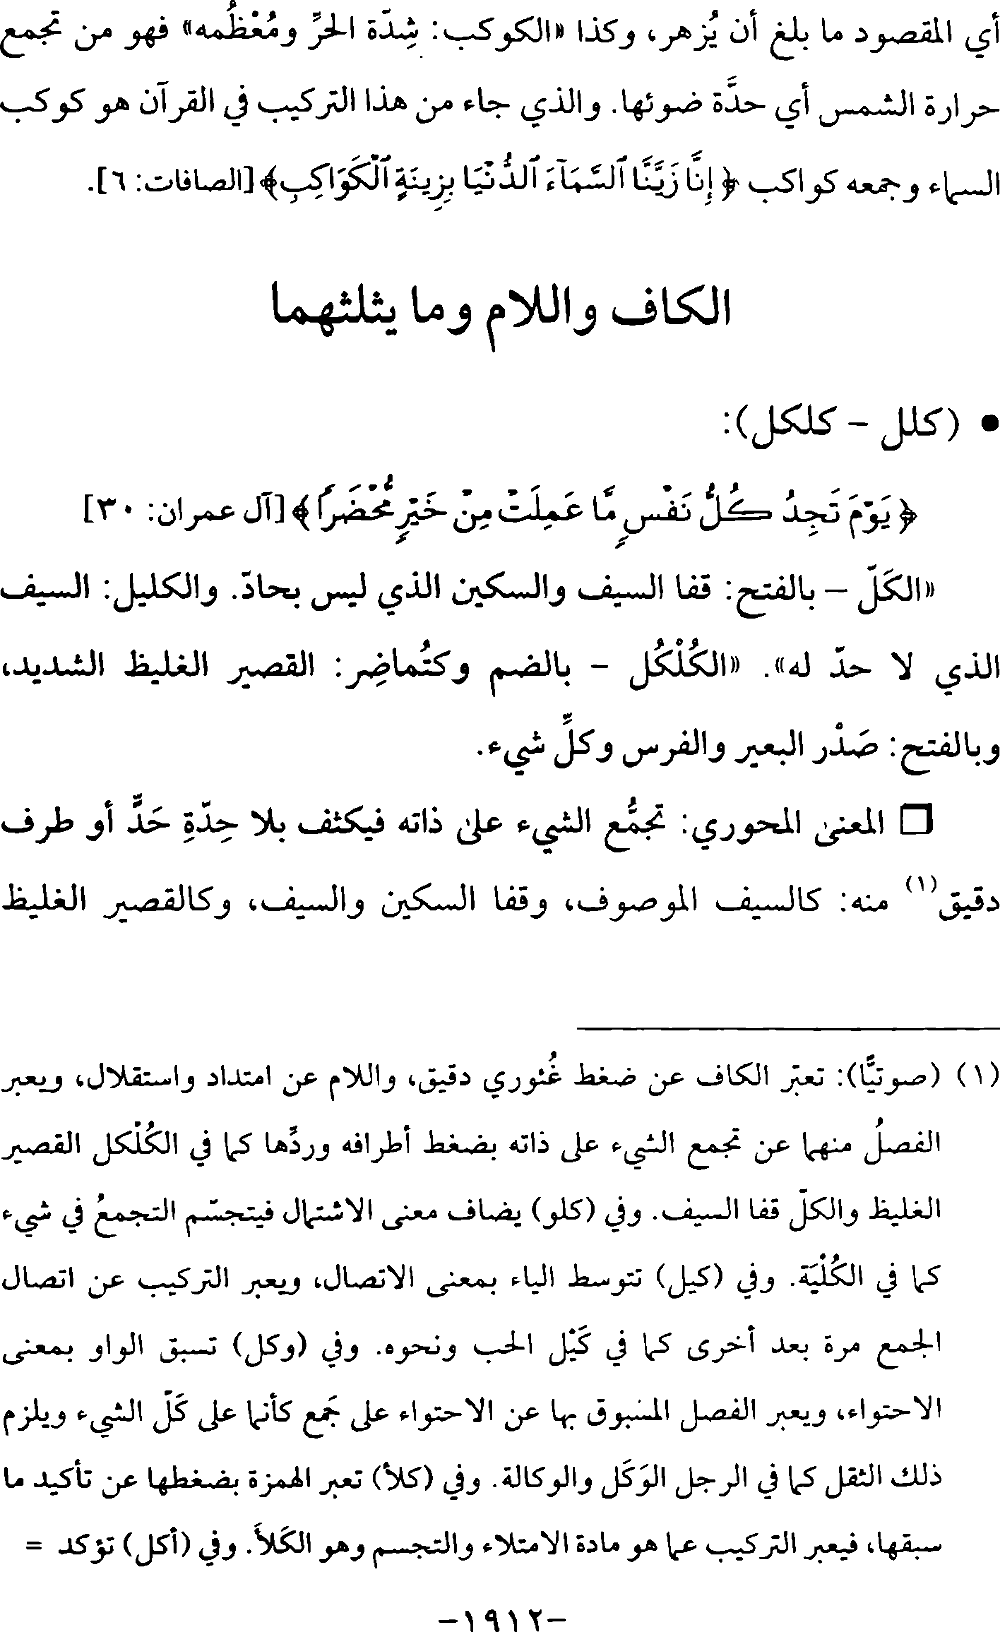 أي المقصود ما بلغ أن يُزهر، وكذا «الكوكب: شِدّة الحرِّ ومُعْظُمه» فهو من تجمع
حرارة الشمس أي حدَّة ضوئها. والذي جاء من هذا التركيب في القرآن هو كوكب
السماء وجمعه كواكب ﴿إِنَّا زَيَّنَّا ٱلسَّمَآءَ ٱلدُّنْيَا بِزِينَةٍ ٱلْكَوَاكِبِ﴾ [الصافات: ٦].
الكاف واللام وما يثلثهما
• (كلل – كلكل):
﴿يَوْمَ تَجِدُ كُلُّ نَفْسٍ مَّا عَمِلَتْ مِنْ خَيْرٍ مُّحْضَرًا﴾ [آل عمران: ٣٠]
«الكَلّ – بالفتح: قفا السيف والسكين الذي ليس بحادّ. والكليل: السيف
الذي لا حدّ له». «الكُلْكُل – بالضم وكتُماضِر: القصير الغليظ الشديد،
وبالفتح: صَدْر البعير والفرس وكلِّ شيء.
□ المعنى المحوري: تجمُّع الشيء على ذاته فيكثف بلا حِدّةِ حَدٍّ أو طرف
دقيق(١) منه: كالسيف الموصوف، وقفا السكين والسيف، وكالقصير الغليظ
(١) (صوتيًّا): تعبّر الكاف عن ضغط غُئوري دقيق، واللام عن امتداد واستقلال، ويعبر
الفصلُ منهما عن تجمع الشيء على ذاته بضغط أطرافه وردِّها كما في الكُلْكل القصير
الغليظ والكلّ قفا السيف. وفي (كلو) يضاف معنى الاشتمال فيتجسّم التجمعُ في شيء
كما في الكُلْيَة. وفي (كيل) تتوسط الياء بمعنى الاتصال، ويعبر التركيب عن اتصال
الجمع مرة بعد أخرى كما في كَيْل الحب ونحوه. وفي (وكل) تسبق الواو بمعنى
الاحتواء، ويعبر الفصل المسبوق بها عن الاحتواء على جَمع كأنما على كَلّ الشيء ويلزم
ذلك الثقل كما في الرجل الوَكَل والوكالة. وفي (كلأ) تعبر الهمزة بضغطها عن تأكيد ما
سبقها، فيعبر التركيب عما هو مادة الامتلاء والتجسم وهو الكَلأَ. وفي (أكل) تؤكد =
-١٩١٢-